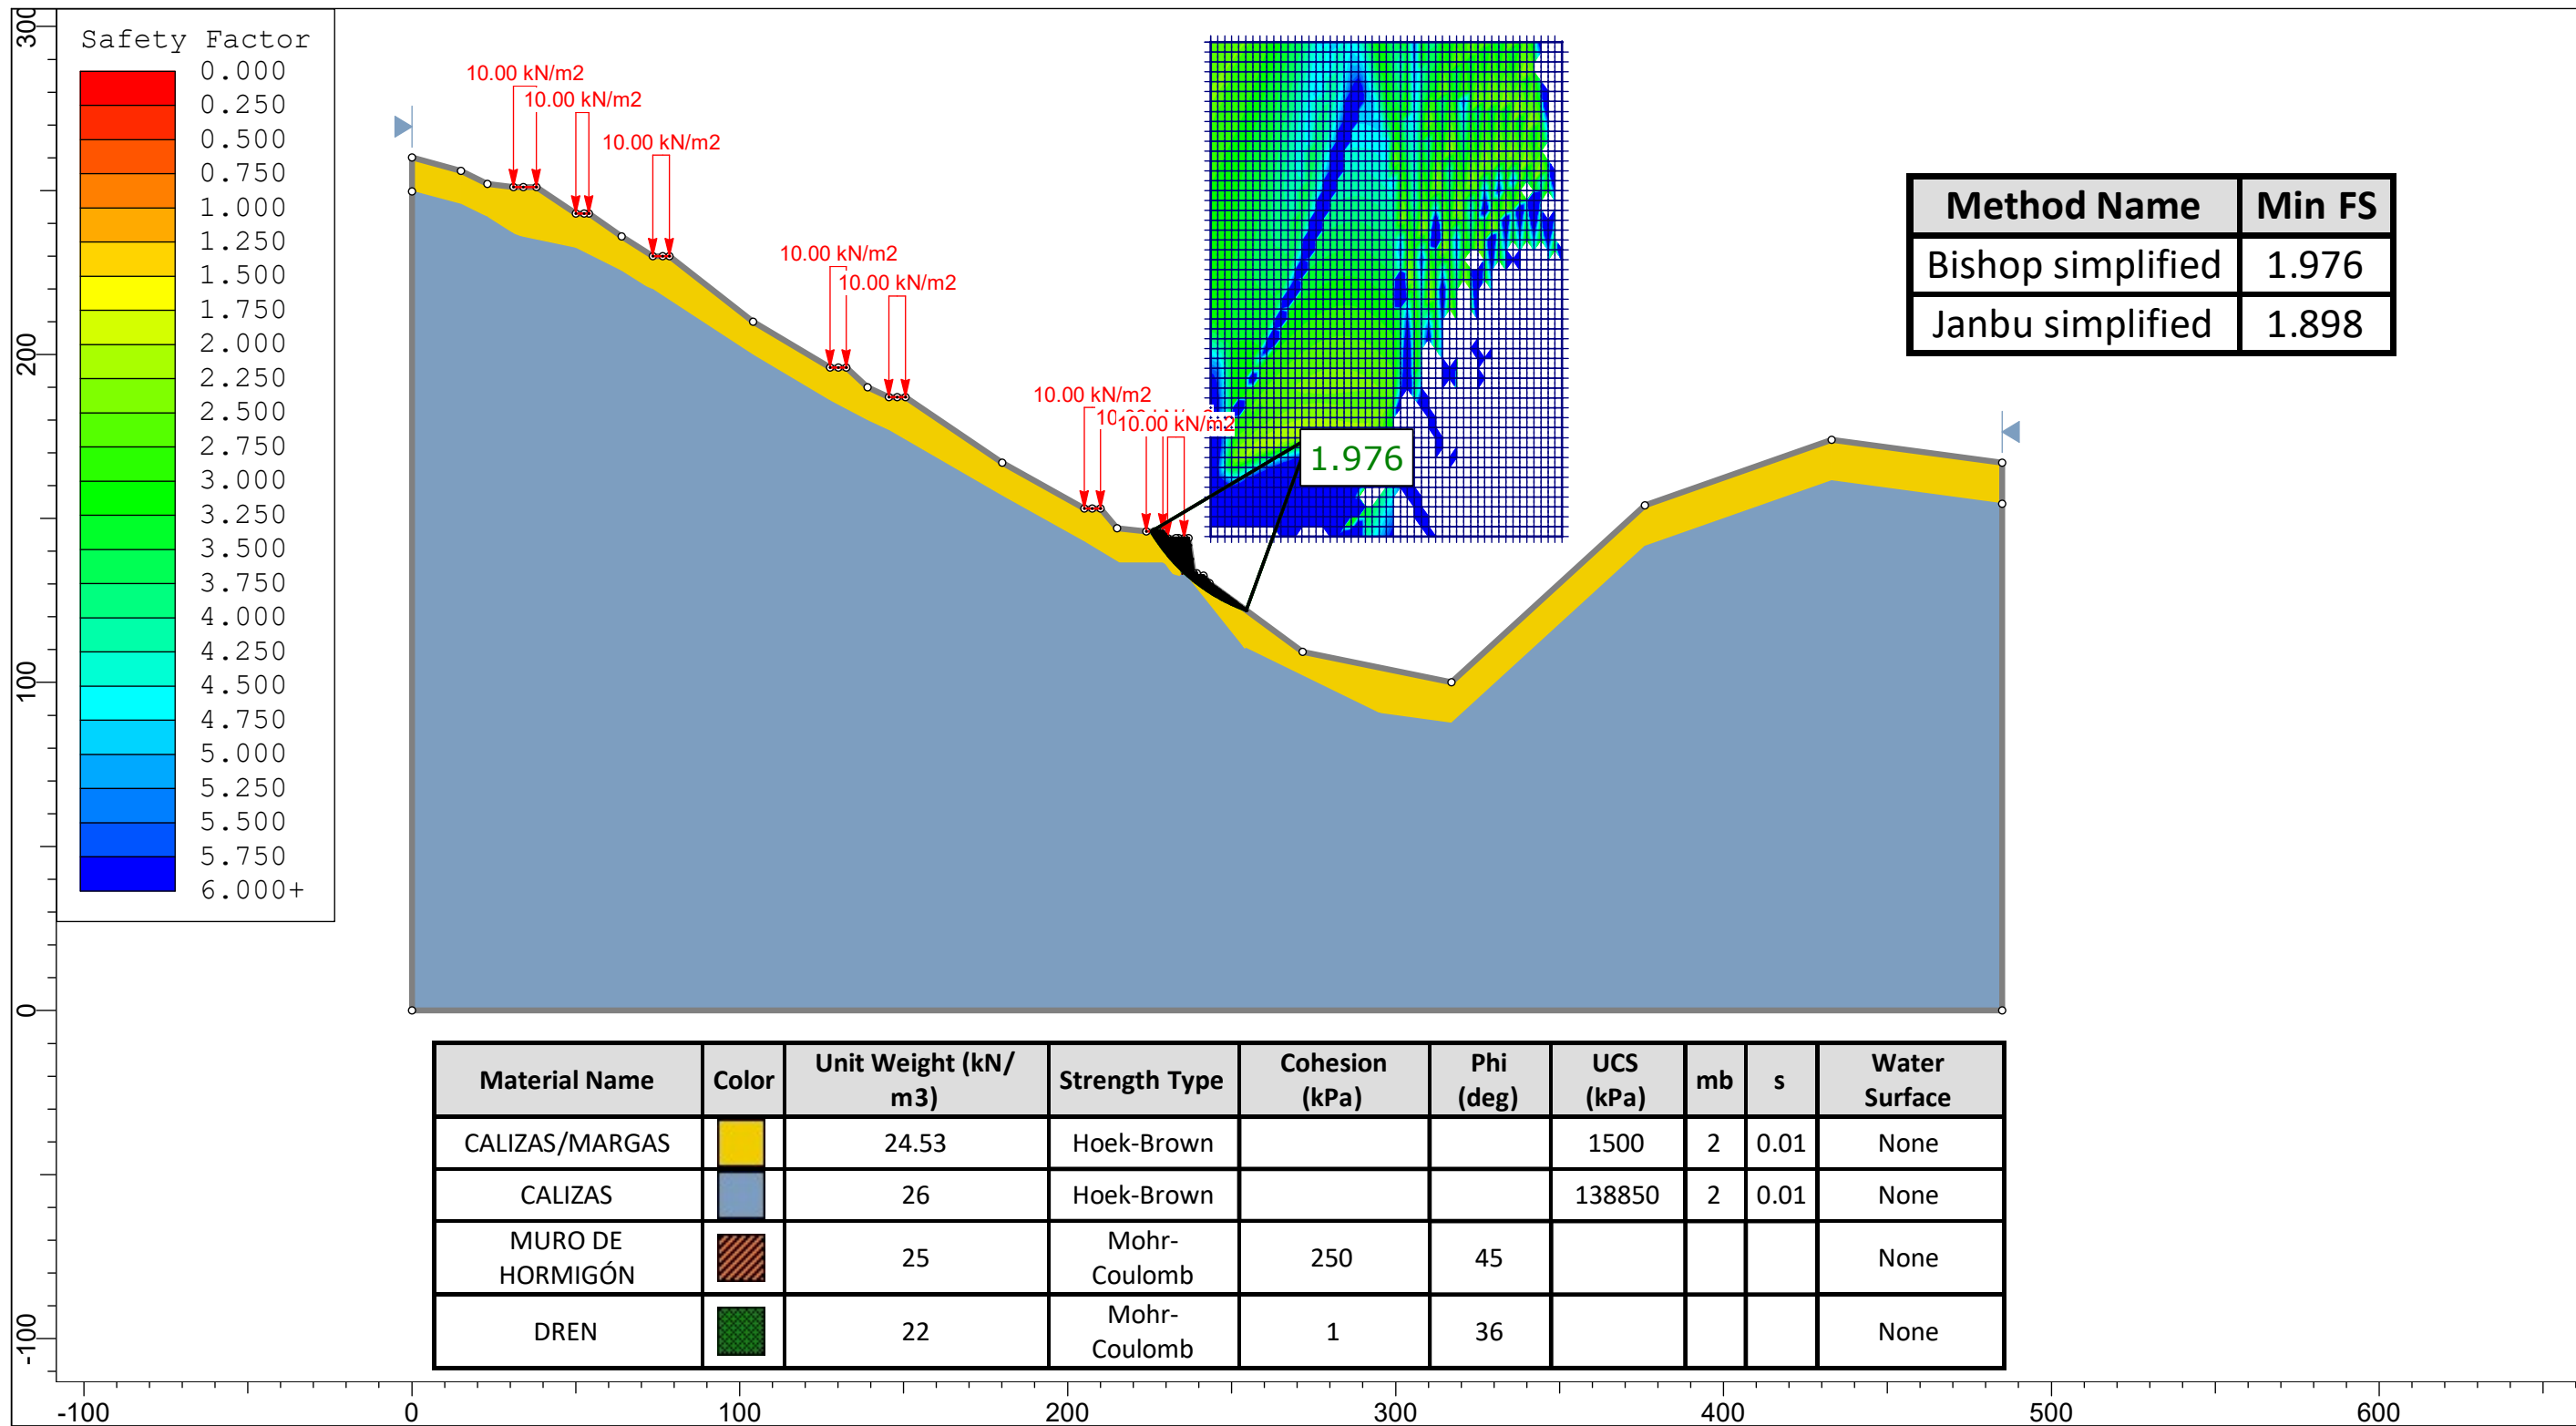 Safety Factor
0.000
0.250
0.500
0.750
1.000
1.250
1.500
1.750
2.000
2.250
2.500
2.750
3.000
3.250
3.500
3.750
4.000
4.250
4.500
4.750
5.000
5.250
5.500
5.750
6.000+
300
200
100
0
-100
10.00 kN/m2
10.00 kN/m2
10.00 kN/m2
10.00 kN/m2
10.00 kN/m2
10.00 kN/m2
10.00 kN/m2
1.976
Method Name Min FS
Bishop simplified 1.976
Janbu simplified 1.898
Material Name Color Unit Weight (kN/m3) Strength Type Cohesion (kPa) Phi (deg) UCS (kPa) mb s Water Surface
CALIZAS/MARGAS 24.53 Hoek-Brown 1500 2 0.01 None
CALIZAS 26 Hoek-Brown 138850 2 0.01 None
MURO DE HORMIGÓN 25 Mohr-Coulomb 250 45 None
DREN 22 Mohr-Coulomb 1 36 None
-100 0 100 200 300 400 500 600